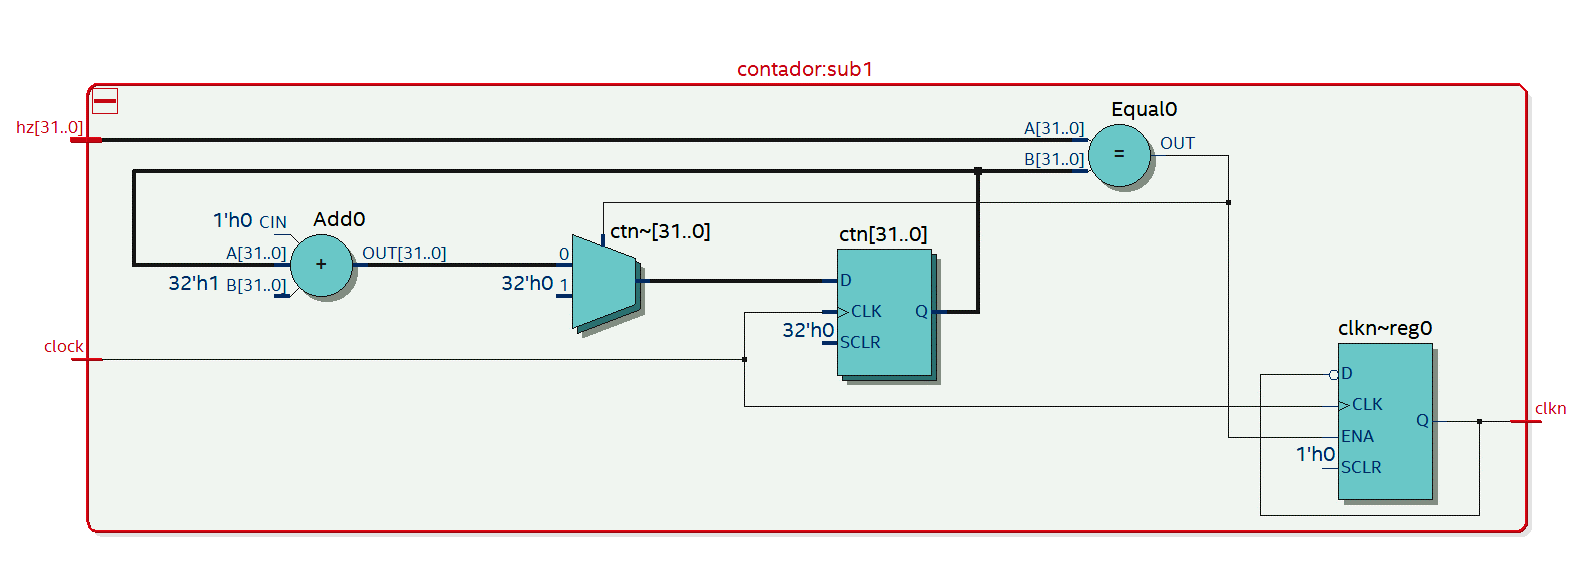 contador:sub1
hz[31..0]
Equal0
A[31..0]
B[31..0]
=
OUT
1'h0 CIN
Add0
A[31..0]
32'h1 B[31..0]
+
OUT[31..0]
ctn~[31..0]
0
32'h0 1
ctn[31..0]
D
CLK
32'h0 SCLR
Q
clock
clkn~reg0
D
CLK
ENA
1'h0 SCLR
Q
clkn